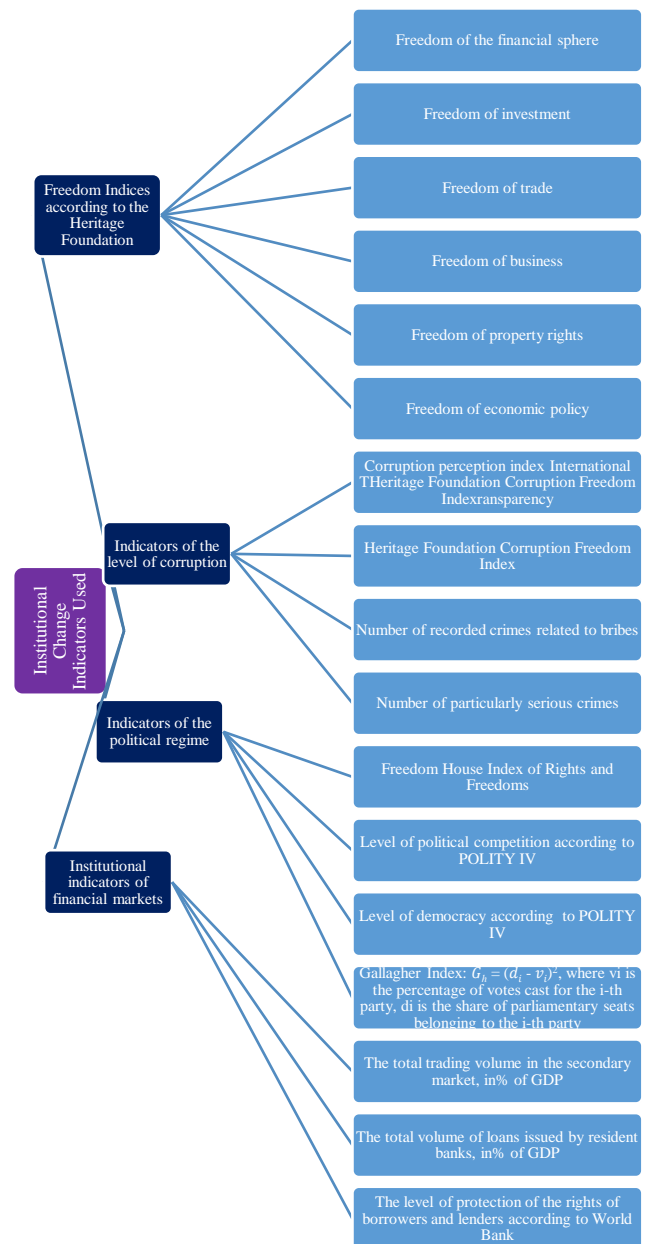 Institutional
Change
Indicators Used
Freedom Indices
according to the
Heritage
Foundation
Freedom of the financial sphere
Freedom of investment
Freedom of trade
Freedom of business
Freedom of property rights
Freedom of economic policy
Indicators of the
level of corruption
Corruption perception index International
THeritage Foundation Corruption Freedom
Indexransparency
Heritage Foundation Corruption Freedom
Index
Number of recorded crimes related to bribes
Number of particularly serious crimes
Indicators of the
political regime
Freedom House Index of Rights and
Freedoms
Level of political competition according to
POLITY IV
Level of democracy according to POLITY
IV
Gallagher Index: Gₕ = (dᵢ - vᵢ)², where vi is
the percentage of votes cast for the i-th
party, di is the share of parliamentary seats
belonging to the i-th party
Institutional
indicators of
financial markets
The total trading volume in the secondary
market, in% of GDP
The total volume of loans issued by resident
banks, in% of GDP
The level of protection of the rights of
borrowers and lenders according to World
Bank